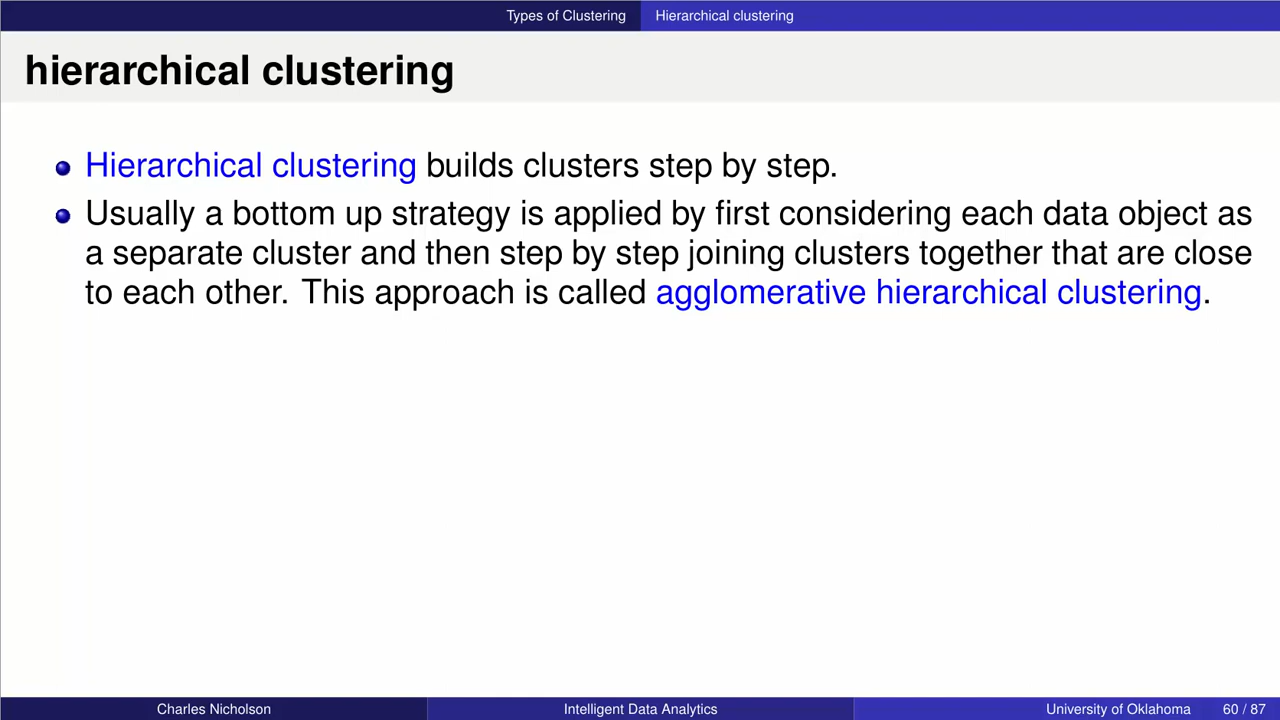 Types of Clustering Hierarchical clustering
hierarchical clustering
Hierarchical clustering builds clusters step by step.
Usually a bottom up strategy is applied by first considering each data object as
a separate cluster and then step by step joining clusters together that are close
to each other. This approach is called agglomerative hierarchical clustering.
Charles Nicholson Intelligent Data Analytics University of Oklahoma 60 / 87